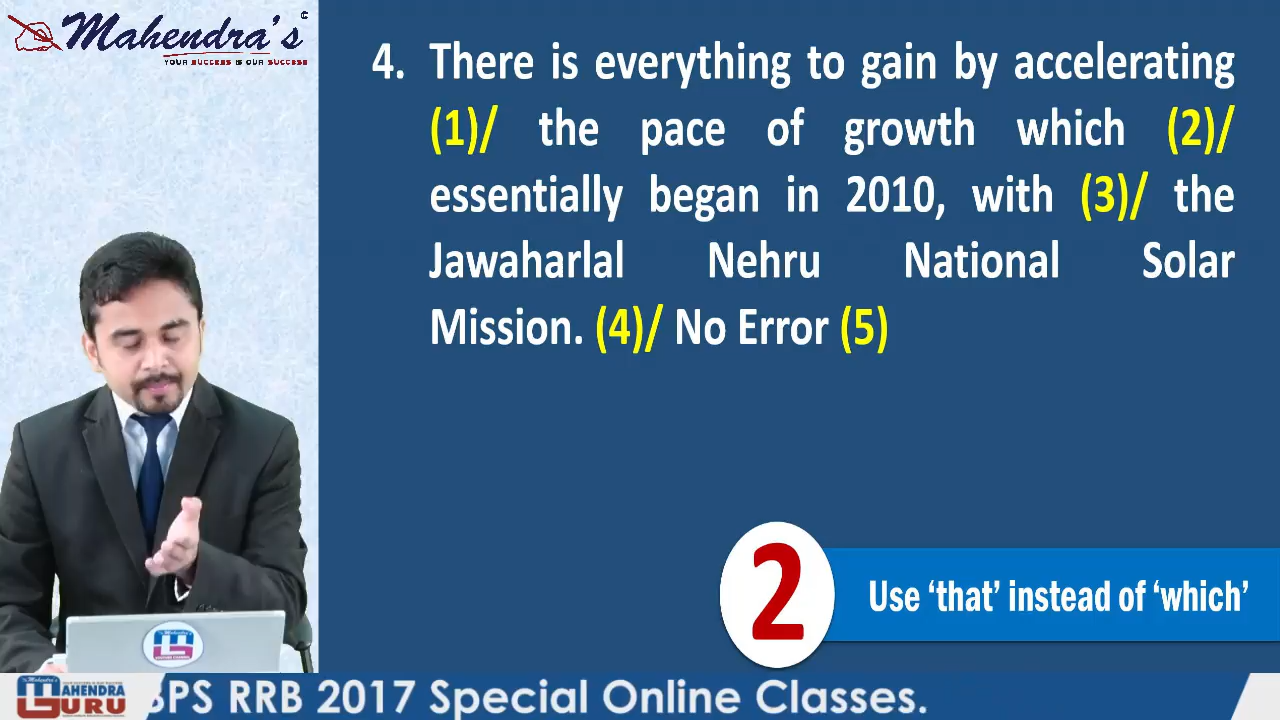 Mahendra's
YOUR SUCCESS IS OUR SUCCESS
4. There is everything to gain by accelerating
(1)/ the pace of growth which (2)/
essentially began in 2010, with (3)/ the
Jawaharlal Nehru National Solar
Mission. (4)/ No Error (5)
2
Use ‘that’ instead of ‘which’
MAHENDRA
GURU
BPS RRB 2017 Special Online Classes.